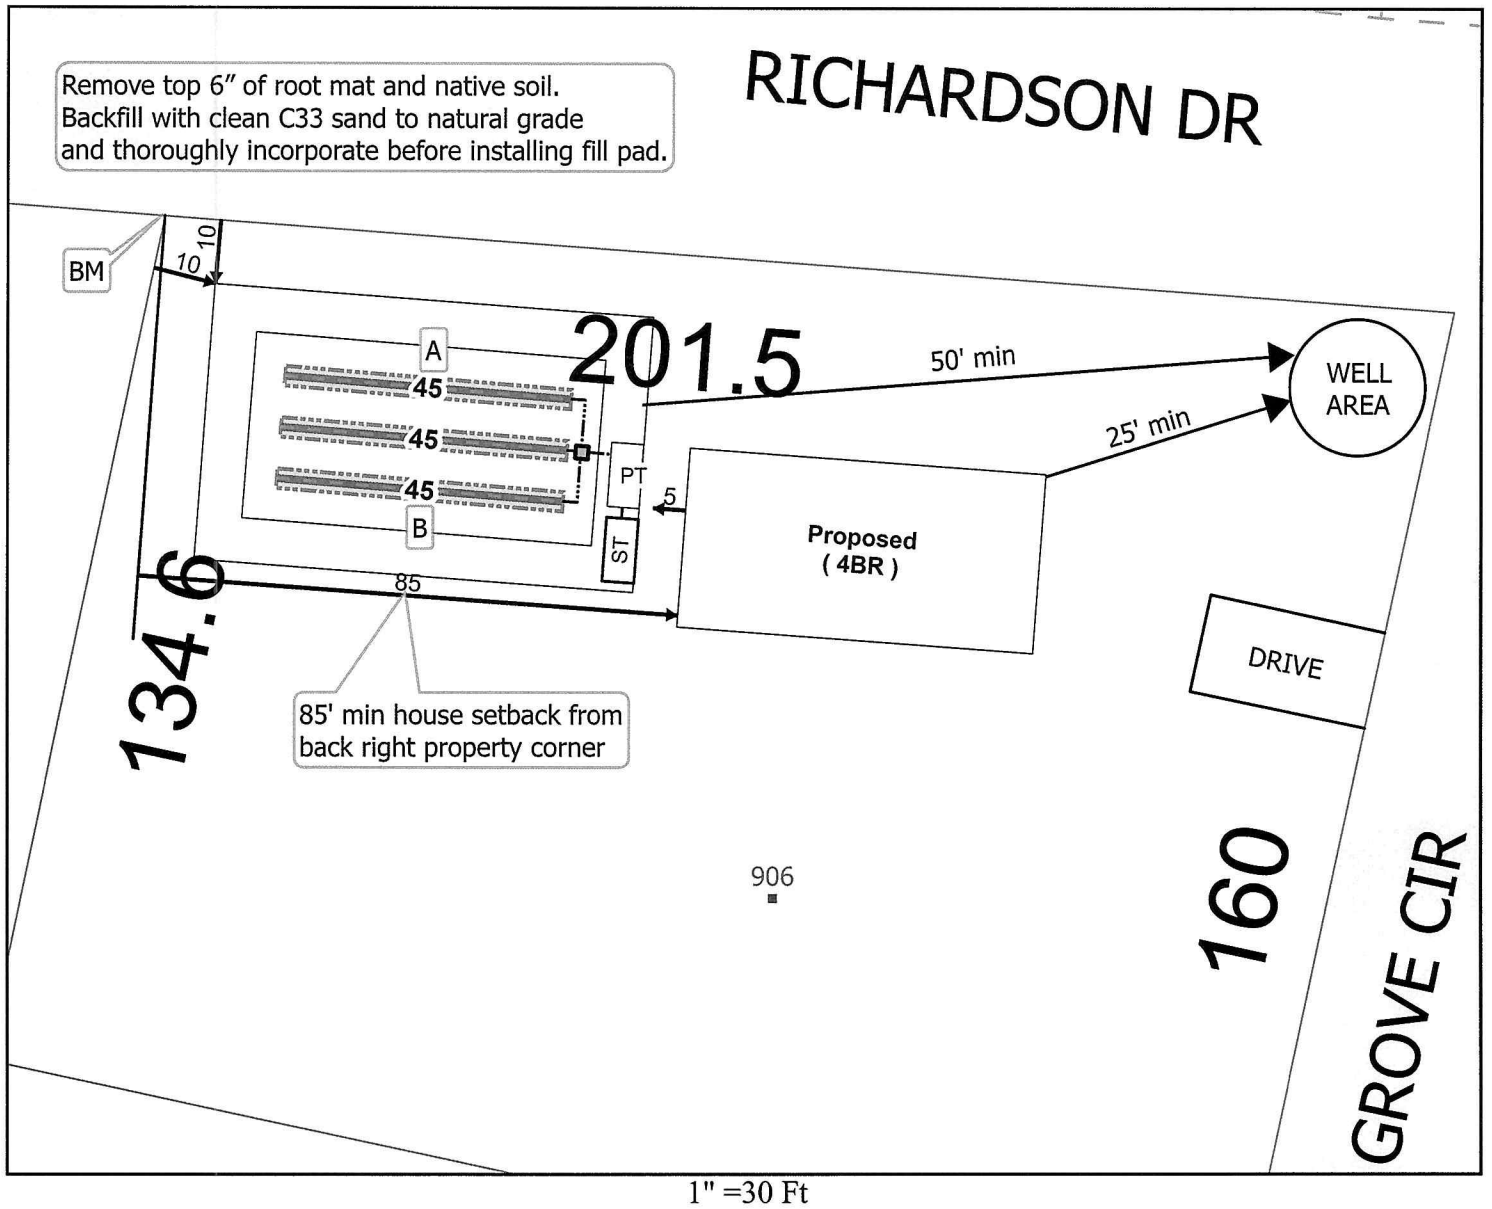 RICHARDSON DR
Remove top 6” of root mat and native soil.
Backfill with clean C33 sand to natural grade
and thoroughly incorporate before installing fill pad.
BM
10
10
201.5
A
45
45
45
B
PT
ST
5
50' min
25' min
WELL
AREA
Proposed
( 4BR )
85
134.6
85' min house setback from
back right property corner
DRIVE
906
160
GROVE CIR
1" =30 Ft